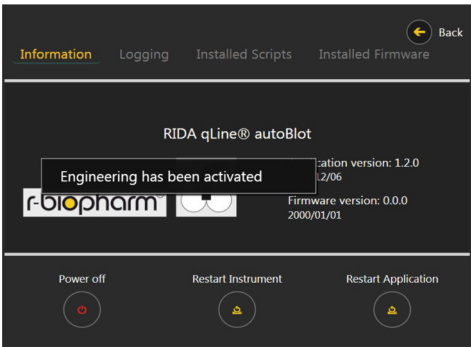 Back
Information Logging Installed Scripts Installed Firmware
RIDA qLine® autoBlot
cation version: 1.2.0
Engineering has been activated
12/06
r-biopharm®
Firmware version: 0.0.0
2000/01/01
Power off Restart Instrument Restart Application